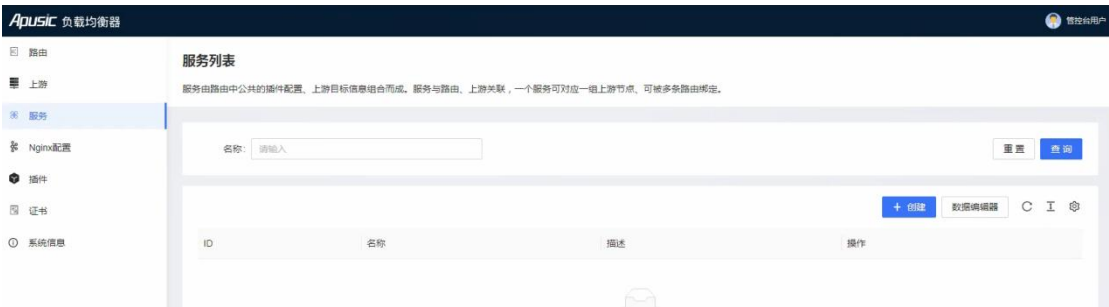 Apusic 负载均衡器
管控台用户
路由
上游
服务
Nginx配置
插件
证书
系统信息
服务列表
服务由路由中公共的插件配置、上游目标信息组合而成。服务与路由、上游关联，一个服务可对应一组上游节点、可被多条路由绑定。
名称: 请输入
重置 查询
+ 创建 数据编辑器
ID 名称 描述 操作